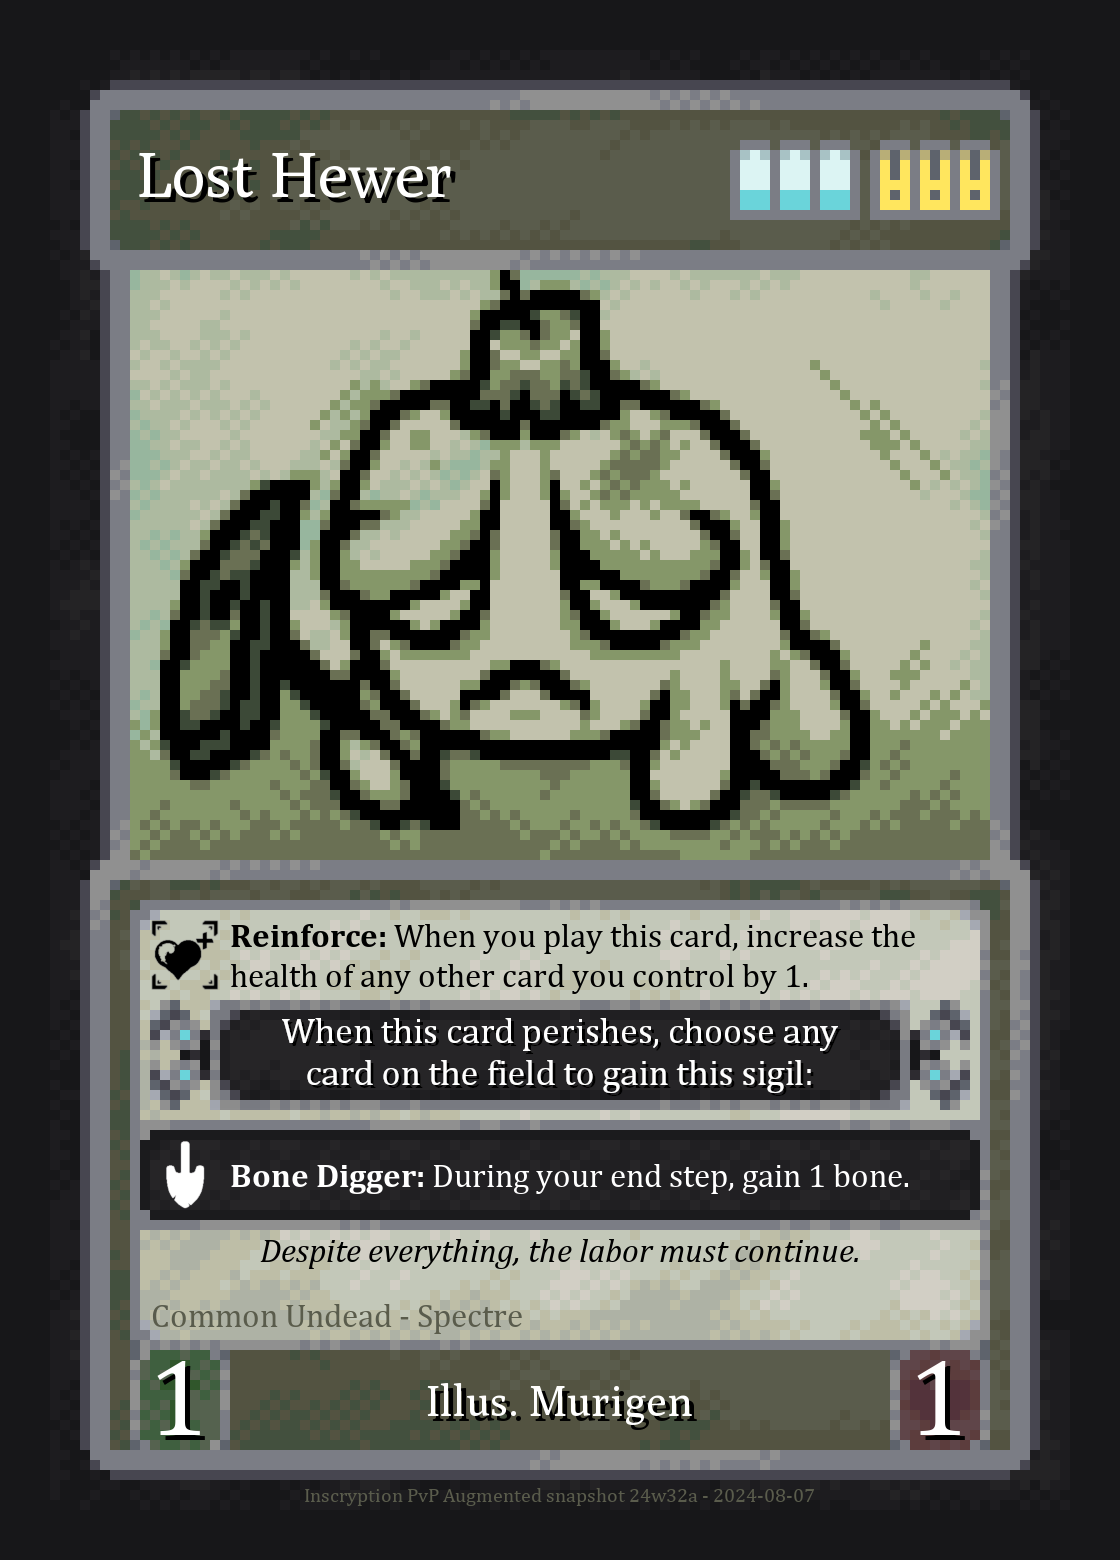 Lost Hewer
Reinforce: When you play this card, increase the
health of any other card you control by 1.
When this card perishes, choose any
card on the field to gain this sigil:
Bone Digger: During your end step, gain 1 bone.
Despite everything, the labor must continue.
Common Undead - Spectre
1 Illus. Murigen 1
Inscryption PvP Augmented snapshot 24w32a - 2024-08-07